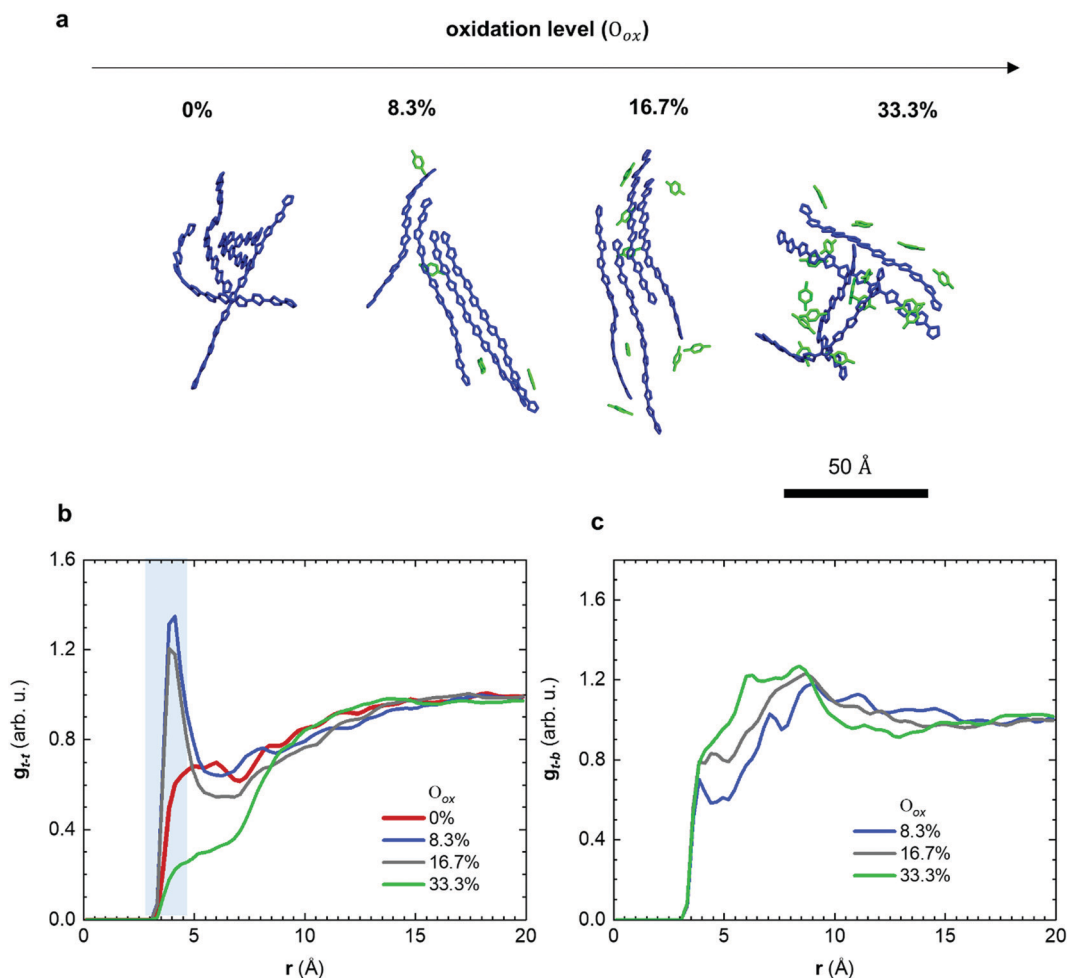 a
oxidation level (O_ox)
0% 8.3% 16.7% 33.3%
50 Å
b
1.6
1.2
0.8
0.4
0.0
g_t-t (arb. u.)
O_ox
0%
8.3%
16.7%
33.3%
0 5 10 15 20
r (Å)
c
1.6
1.2
0.8
0.4
0.0
g_t-b (arb. u.)
O_ox
8.3%
16.7%
33.3%
0 5 10 15 20
r (Å)